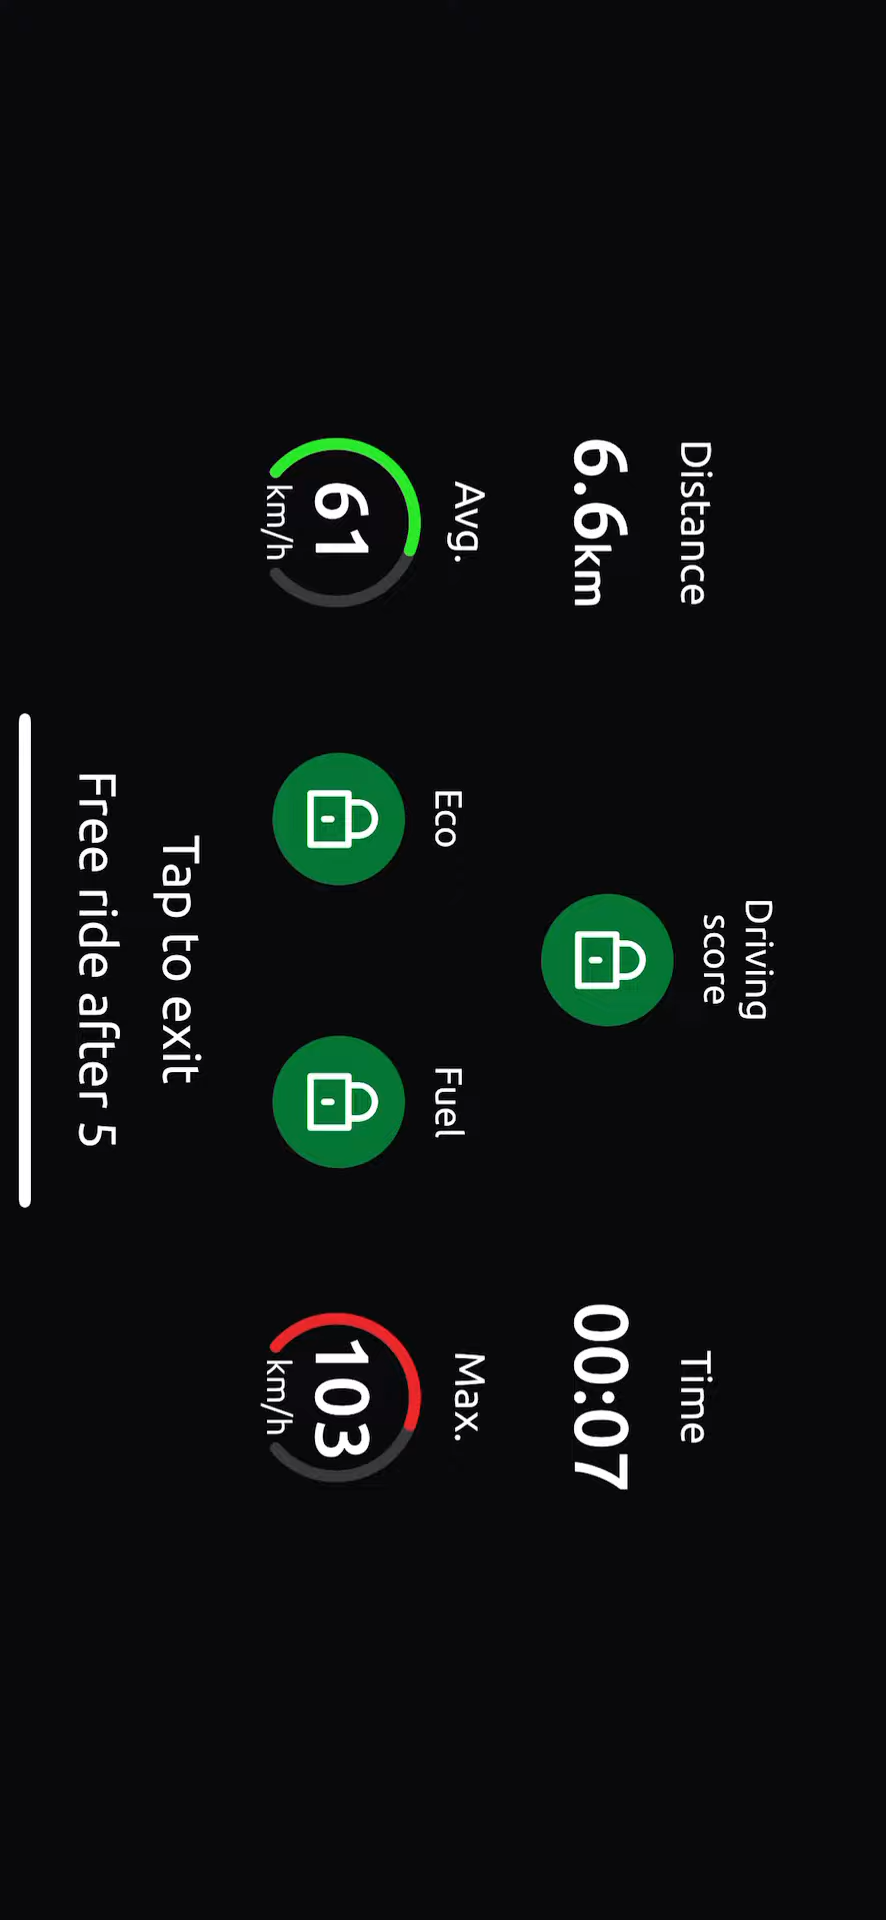 Distance
6.6km
Driving
score
Time
00:07
Avg.
61
km/h
Eco
Fuel
Max.
103
km/h
Tap to exit
Free ride after 5